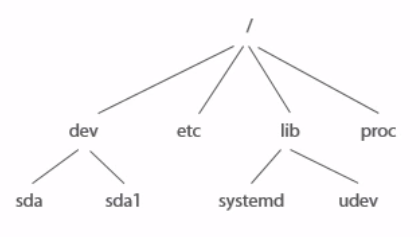 /
dev etc lib proc
sda sda1 systemd udev